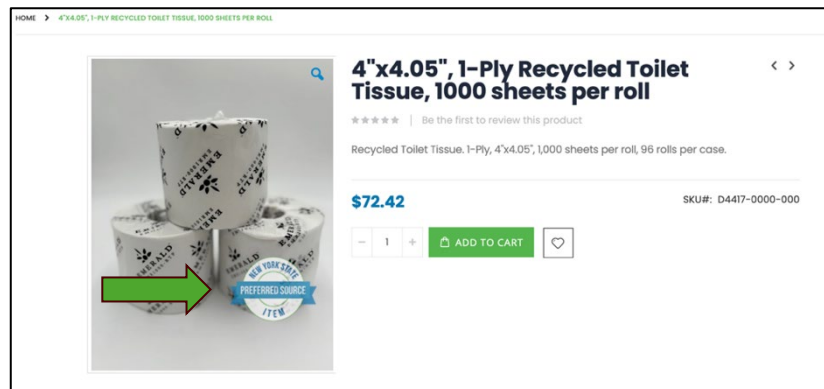 HOME > 4"X4.05", 1-PLY RECYCLED TOILET TISSUE, 1000 SHEETS PER ROLL
4"x4.05", 1-Ply Recycled Toilet
Tissue, 1000 sheets per roll
Be the first to review this product
Recycled Toilet Tissue. 1-Ply, 4"x4.05", 1,000 sheets per roll, 96 rolls per case.
$72.42
SKU#: D4417-0000-000
- 1 +
ADD TO CART
EMERALD
EMERALD
EMERALD
NEW YORK STATE
PREFERRED SOURCE
ITEM